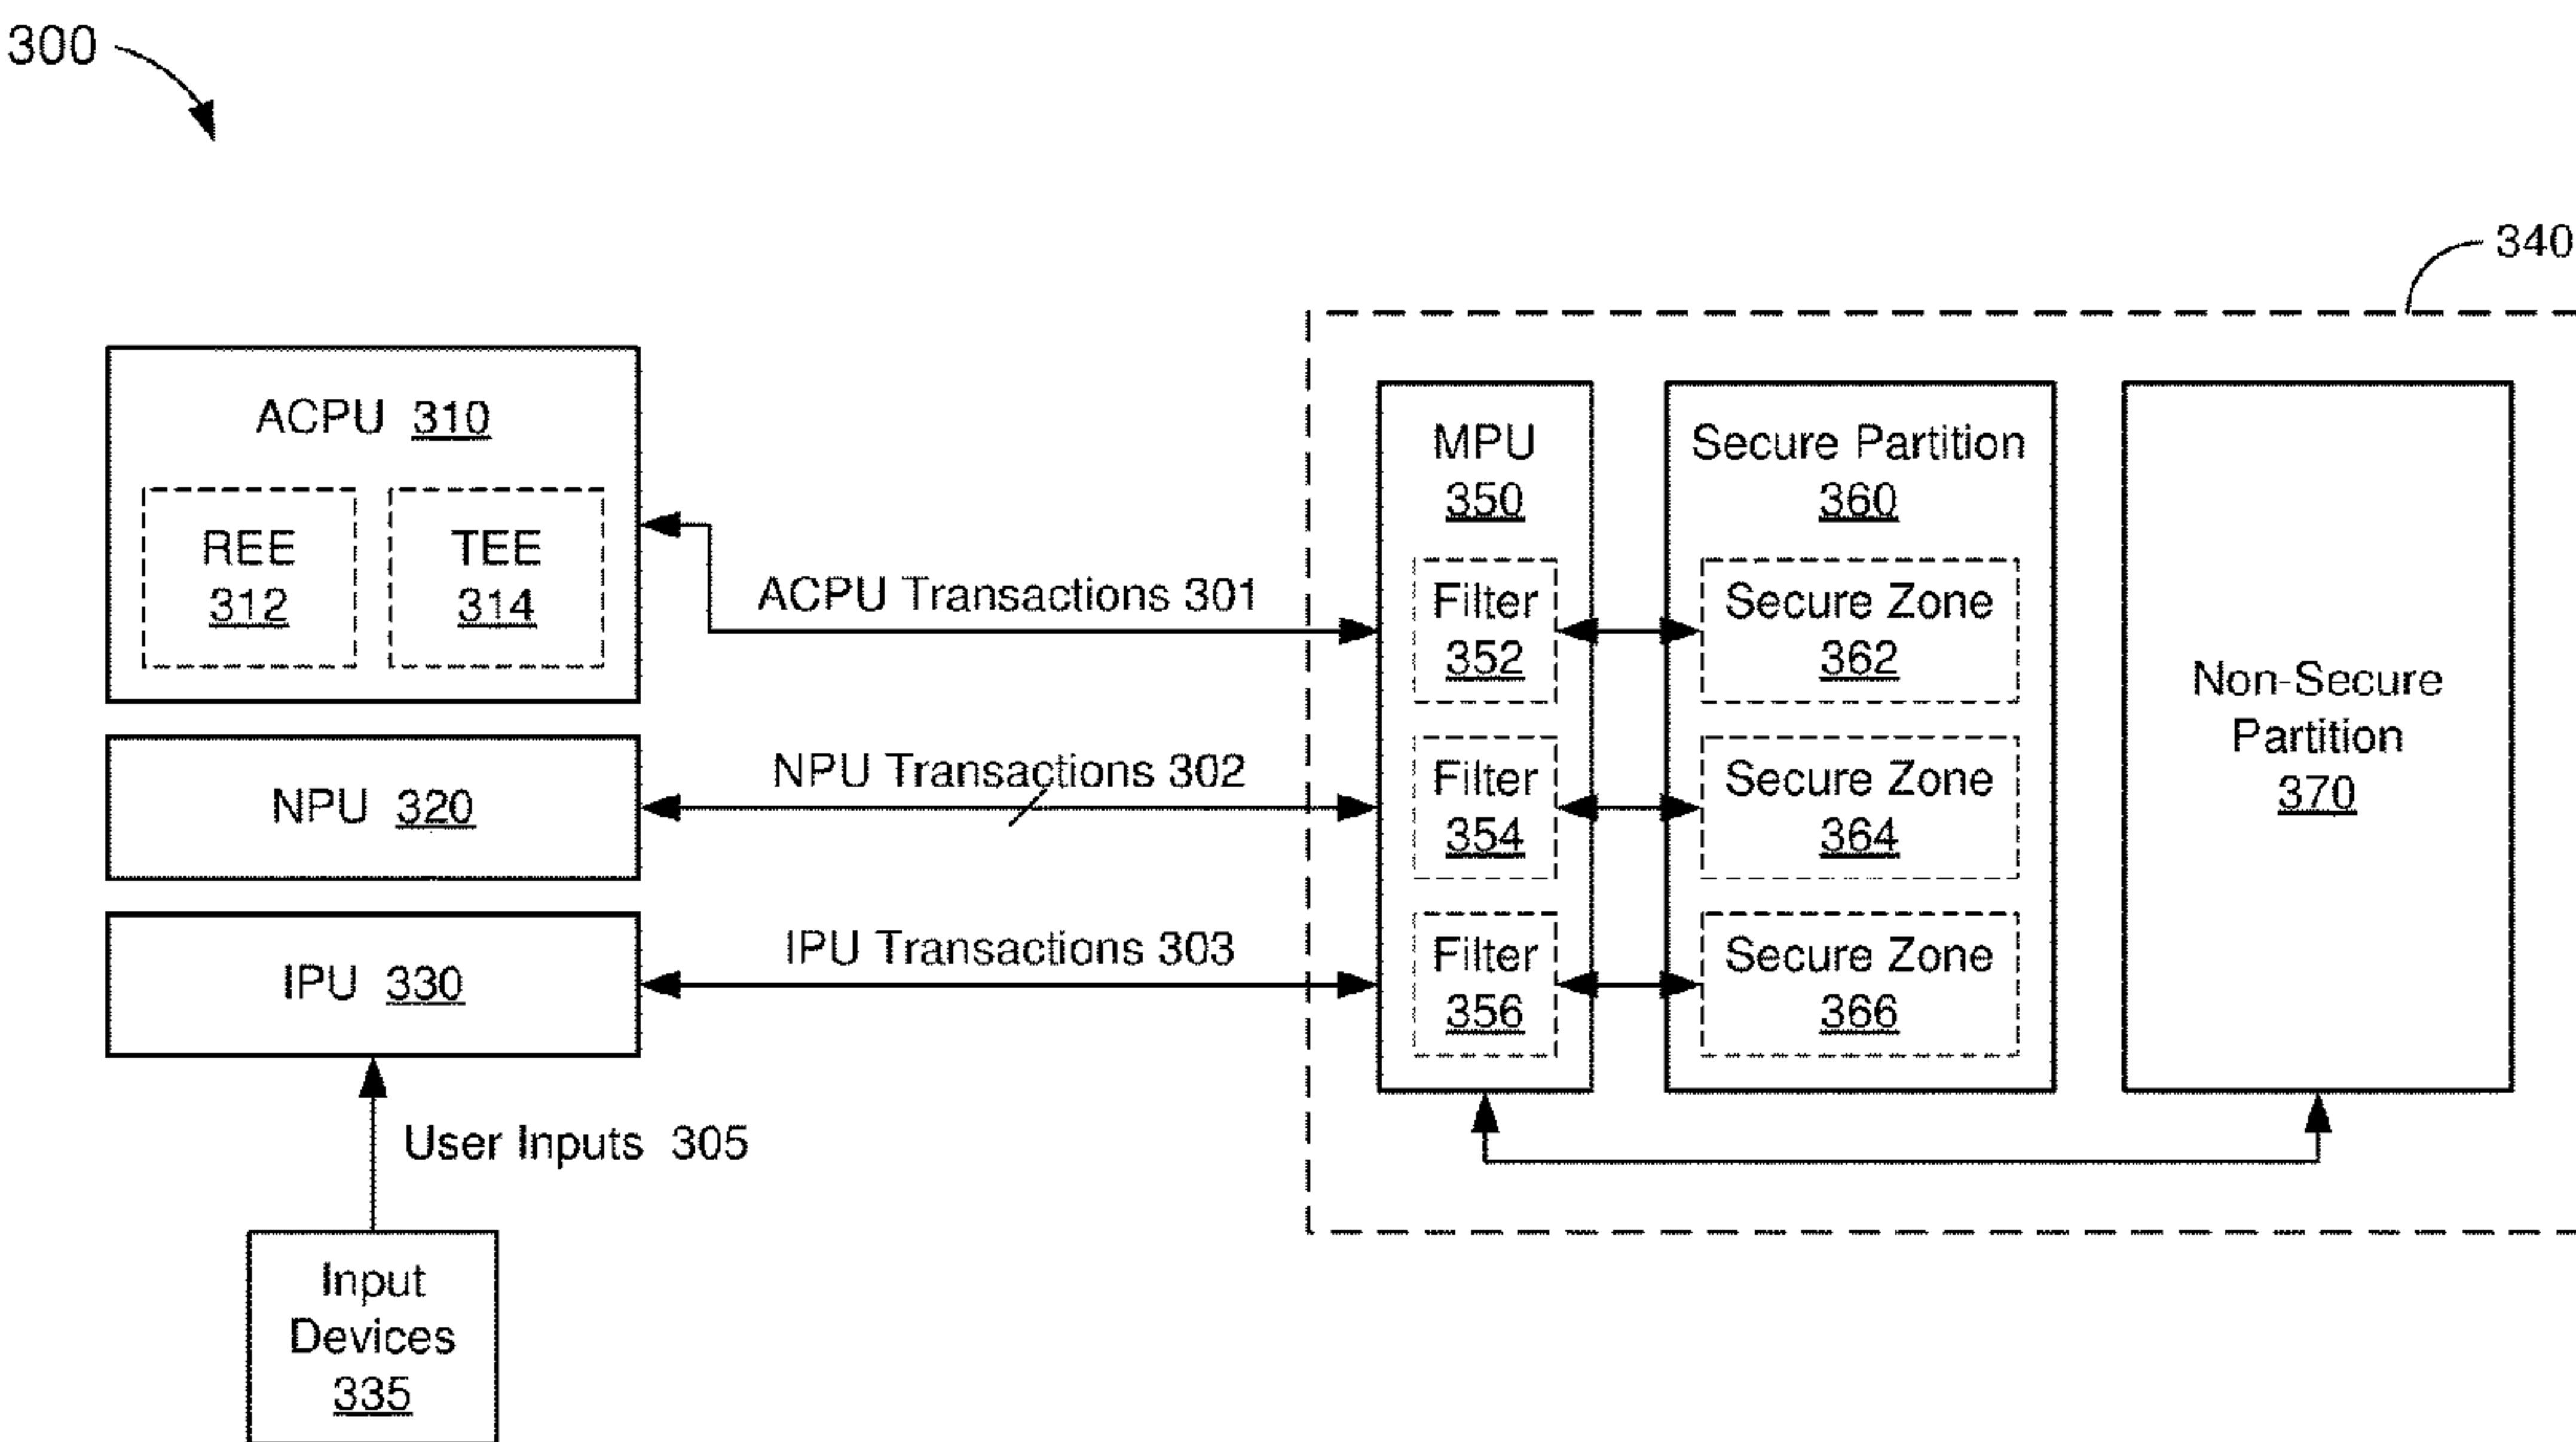 300
340
ACPU 310
REE
312
TEE
314
ACPU Transactions 301
NPU 320
NPU Transactions 302
IPU 330
IPU Transactions 303
User Inputs 305
Input
Devices
335
MPU
350
Filter
352
Filter
354
Filter
356
Secure Partition
360
Secure Zone
362
Secure Zone
364
Secure Zone
366
Non-Secure
Partition
370